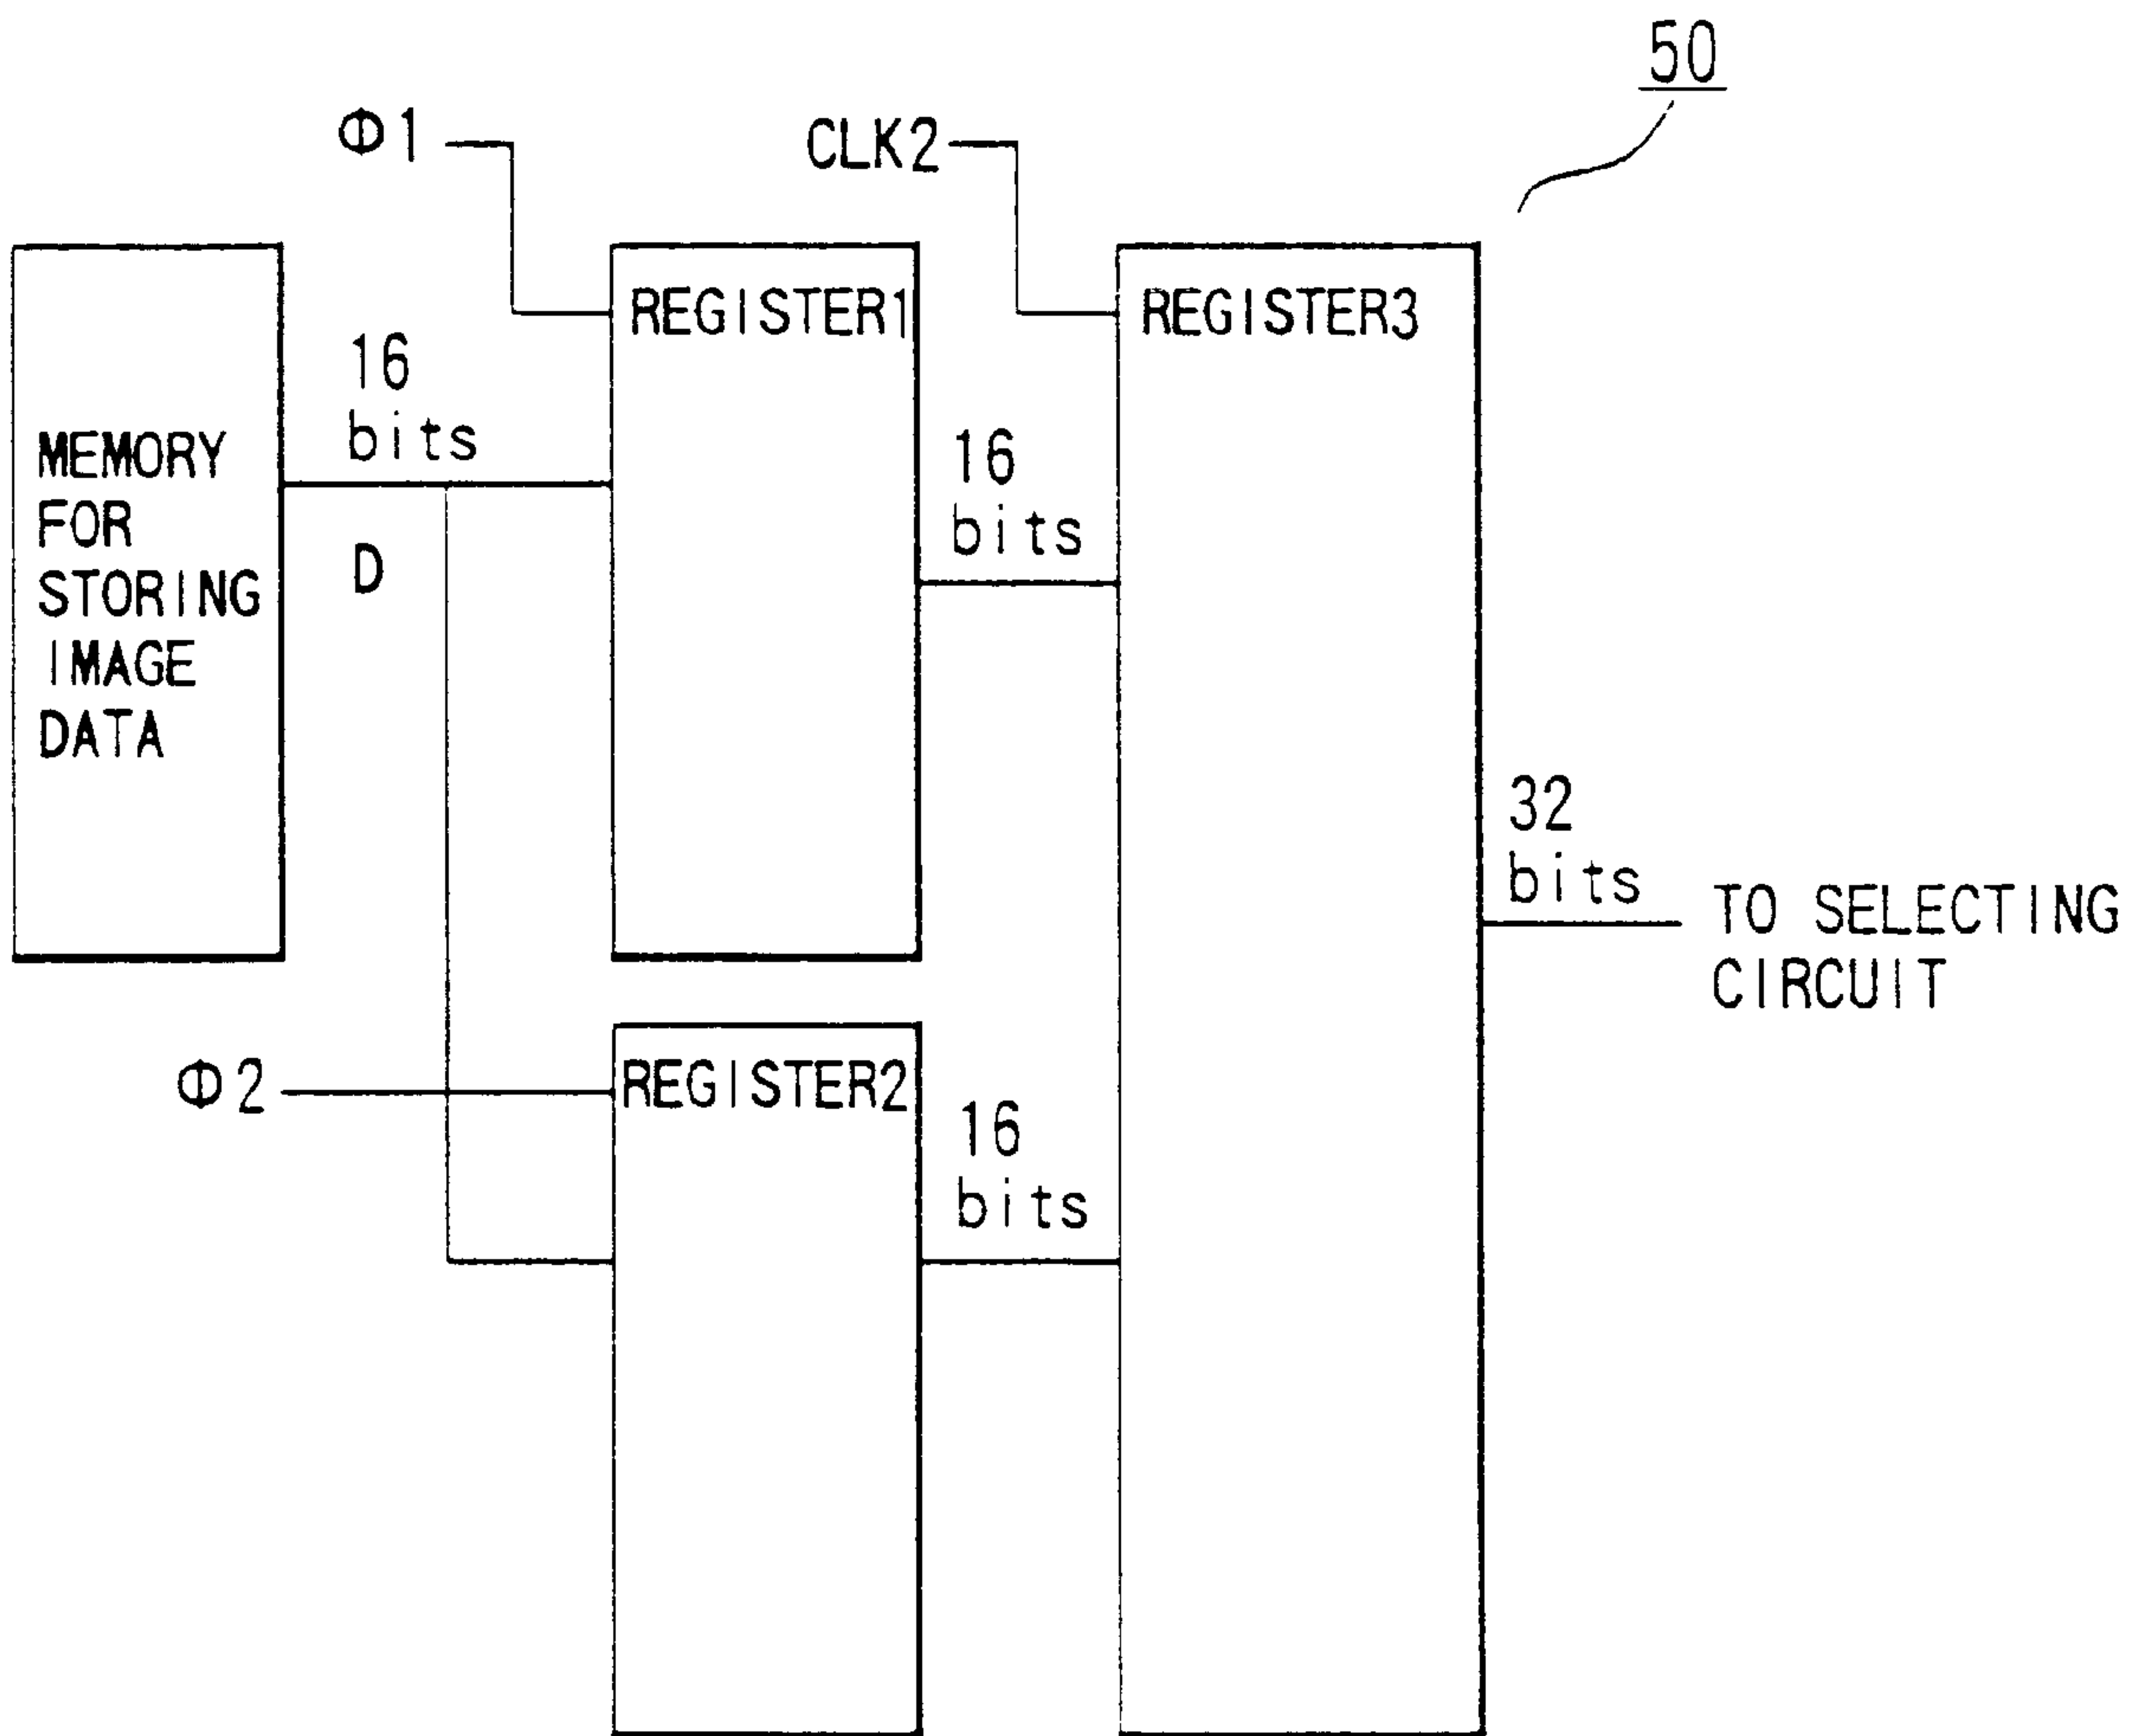 50
Φ1
CLK2
REGISTER1
REGISTER3
16
bits
16
bits
MEMORY
FOR
STORING
IMAGE
DATA
D
32
bits
TO SELECTING
CIRCUIT
Φ2
REGISTER2
16
bits